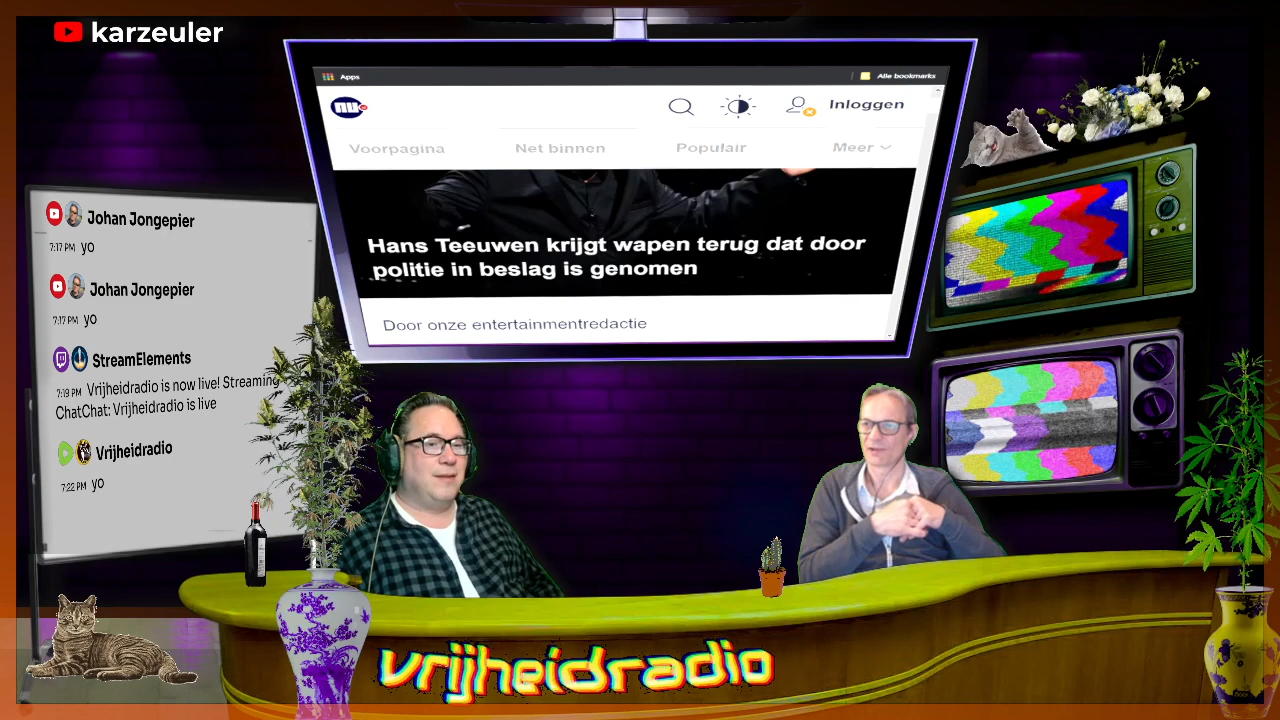 karzeuler
Apps
Alle bookmarks
nu
Inloggen
Voorpagina
Net binnen
Populair
Meer
Hans Teeuwen krijgt wapen terug dat door
politie in beslag is genomen
Door onze entertainmentredactie
Johan Jongepier
7:17 PM yo
Johan Jongepier
7:17 PM yo
StreamElements
7:19 PM Vrijheidradio is now live! Streaming
ChatChat: Vrijheidradio is live
Vrijheidradio
7:22 PM yo
vrijheidradio